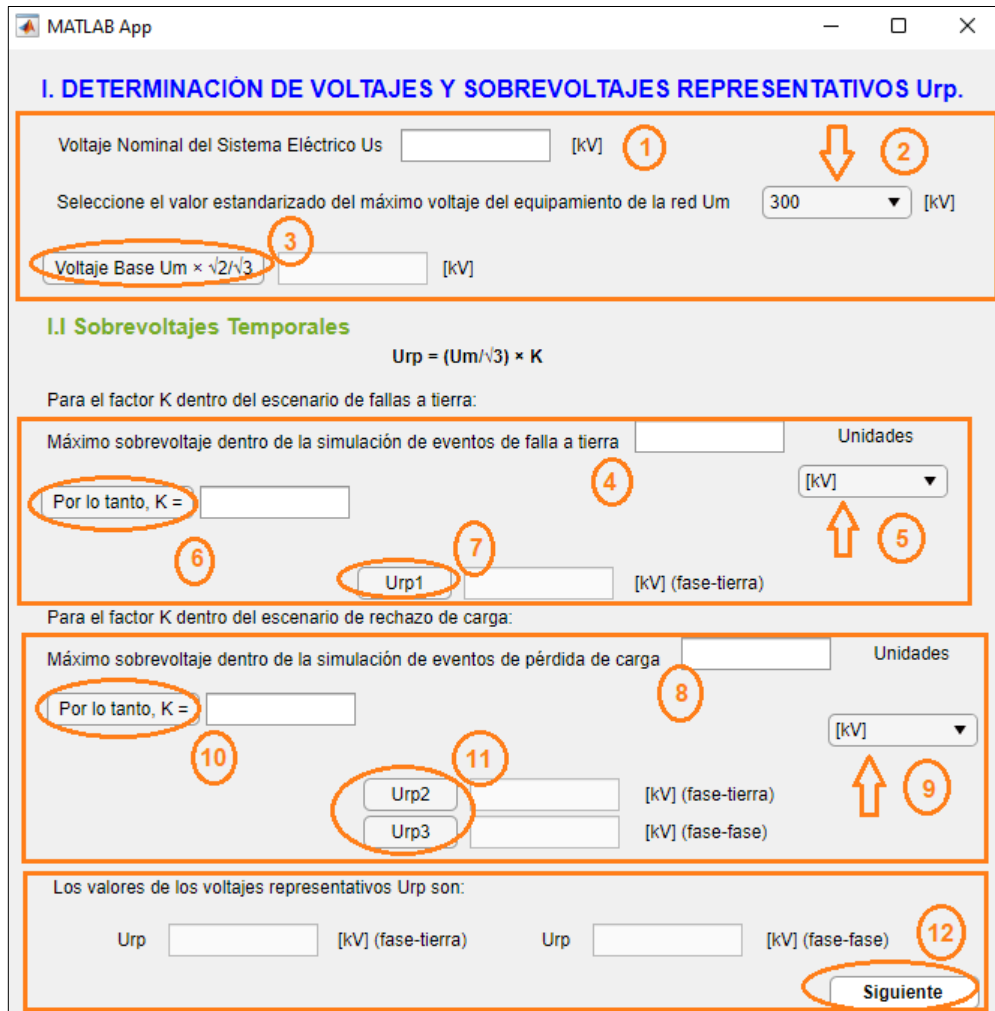 MATLAB App
I. DETERMINACIÓN DE VOLTAJES Y SOBREVOLTAJES REPRESENTATIVOS Urp.
Voltaje Nominal del Sistema Eléctrico Us [kV] 1
2
Seleccione el valor estandarizado del máximo voltaje del equipamiento de la red Um 300 [kV]
3
Voltaje Base Um × √2/√3 [kV]
I.I Sobrevoltajes Temporales
Urp = (Um/√3) × K
Para el factor K dentro del escenario de fallas a tierra:
Máximo sobrevoltaje dentro de la simulación de eventos de falla a tierra Unidades
4
[kV]
Por lo tanto, K =
5
6
7
Urp1 [kV] (fase-tierra)
Para el factor K dentro del escenario de rechazo de carga:
Máximo sobrevoltaje dentro de la simulación de eventos de pérdida de carga Unidades
8
Por lo tanto, K =
[kV]
10
11
9
Urp2 [kV] (fase-tierra)
Urp3 [kV] (fase-fase)
Los valores de los voltajes representativos Urp son:
Urp [kV] (fase-tierra) Urp [kV] (fase-fase) 12
Siguiente